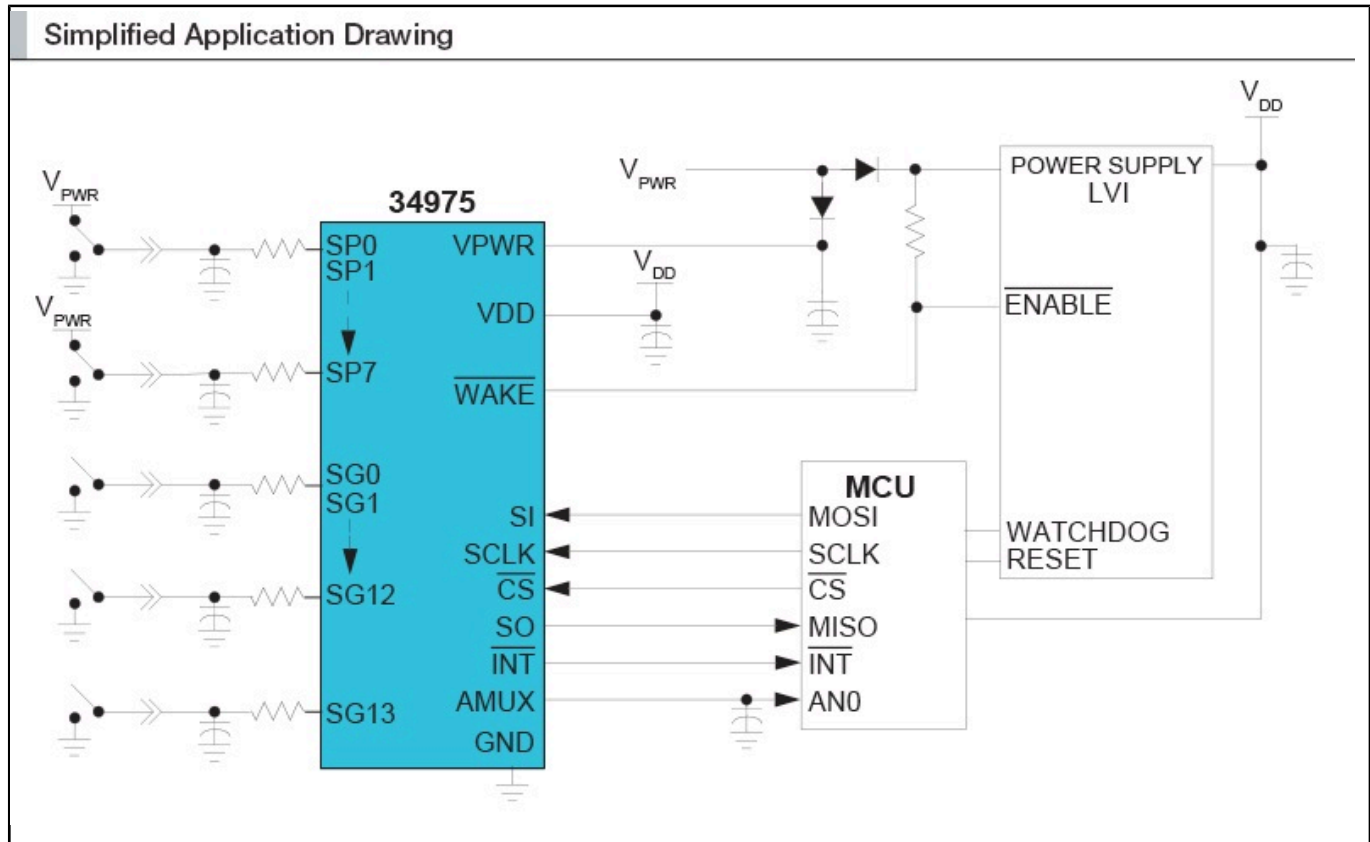 Simplified Application Drawing
VPWR
VPWR
34975
SP0
SP1
SP7
SG0
SG1
SG12
SG13
VPWR
VDD
WAKE
SI
SCLK
CS
SO
INT
AMUX
GND
VPWR
VDD
MCU
MOSI
SCLK
CS
MISO
INT
AN0
VDD
POWER SUPPLY
LVI
ENABLE
WATCHDOG
RESET